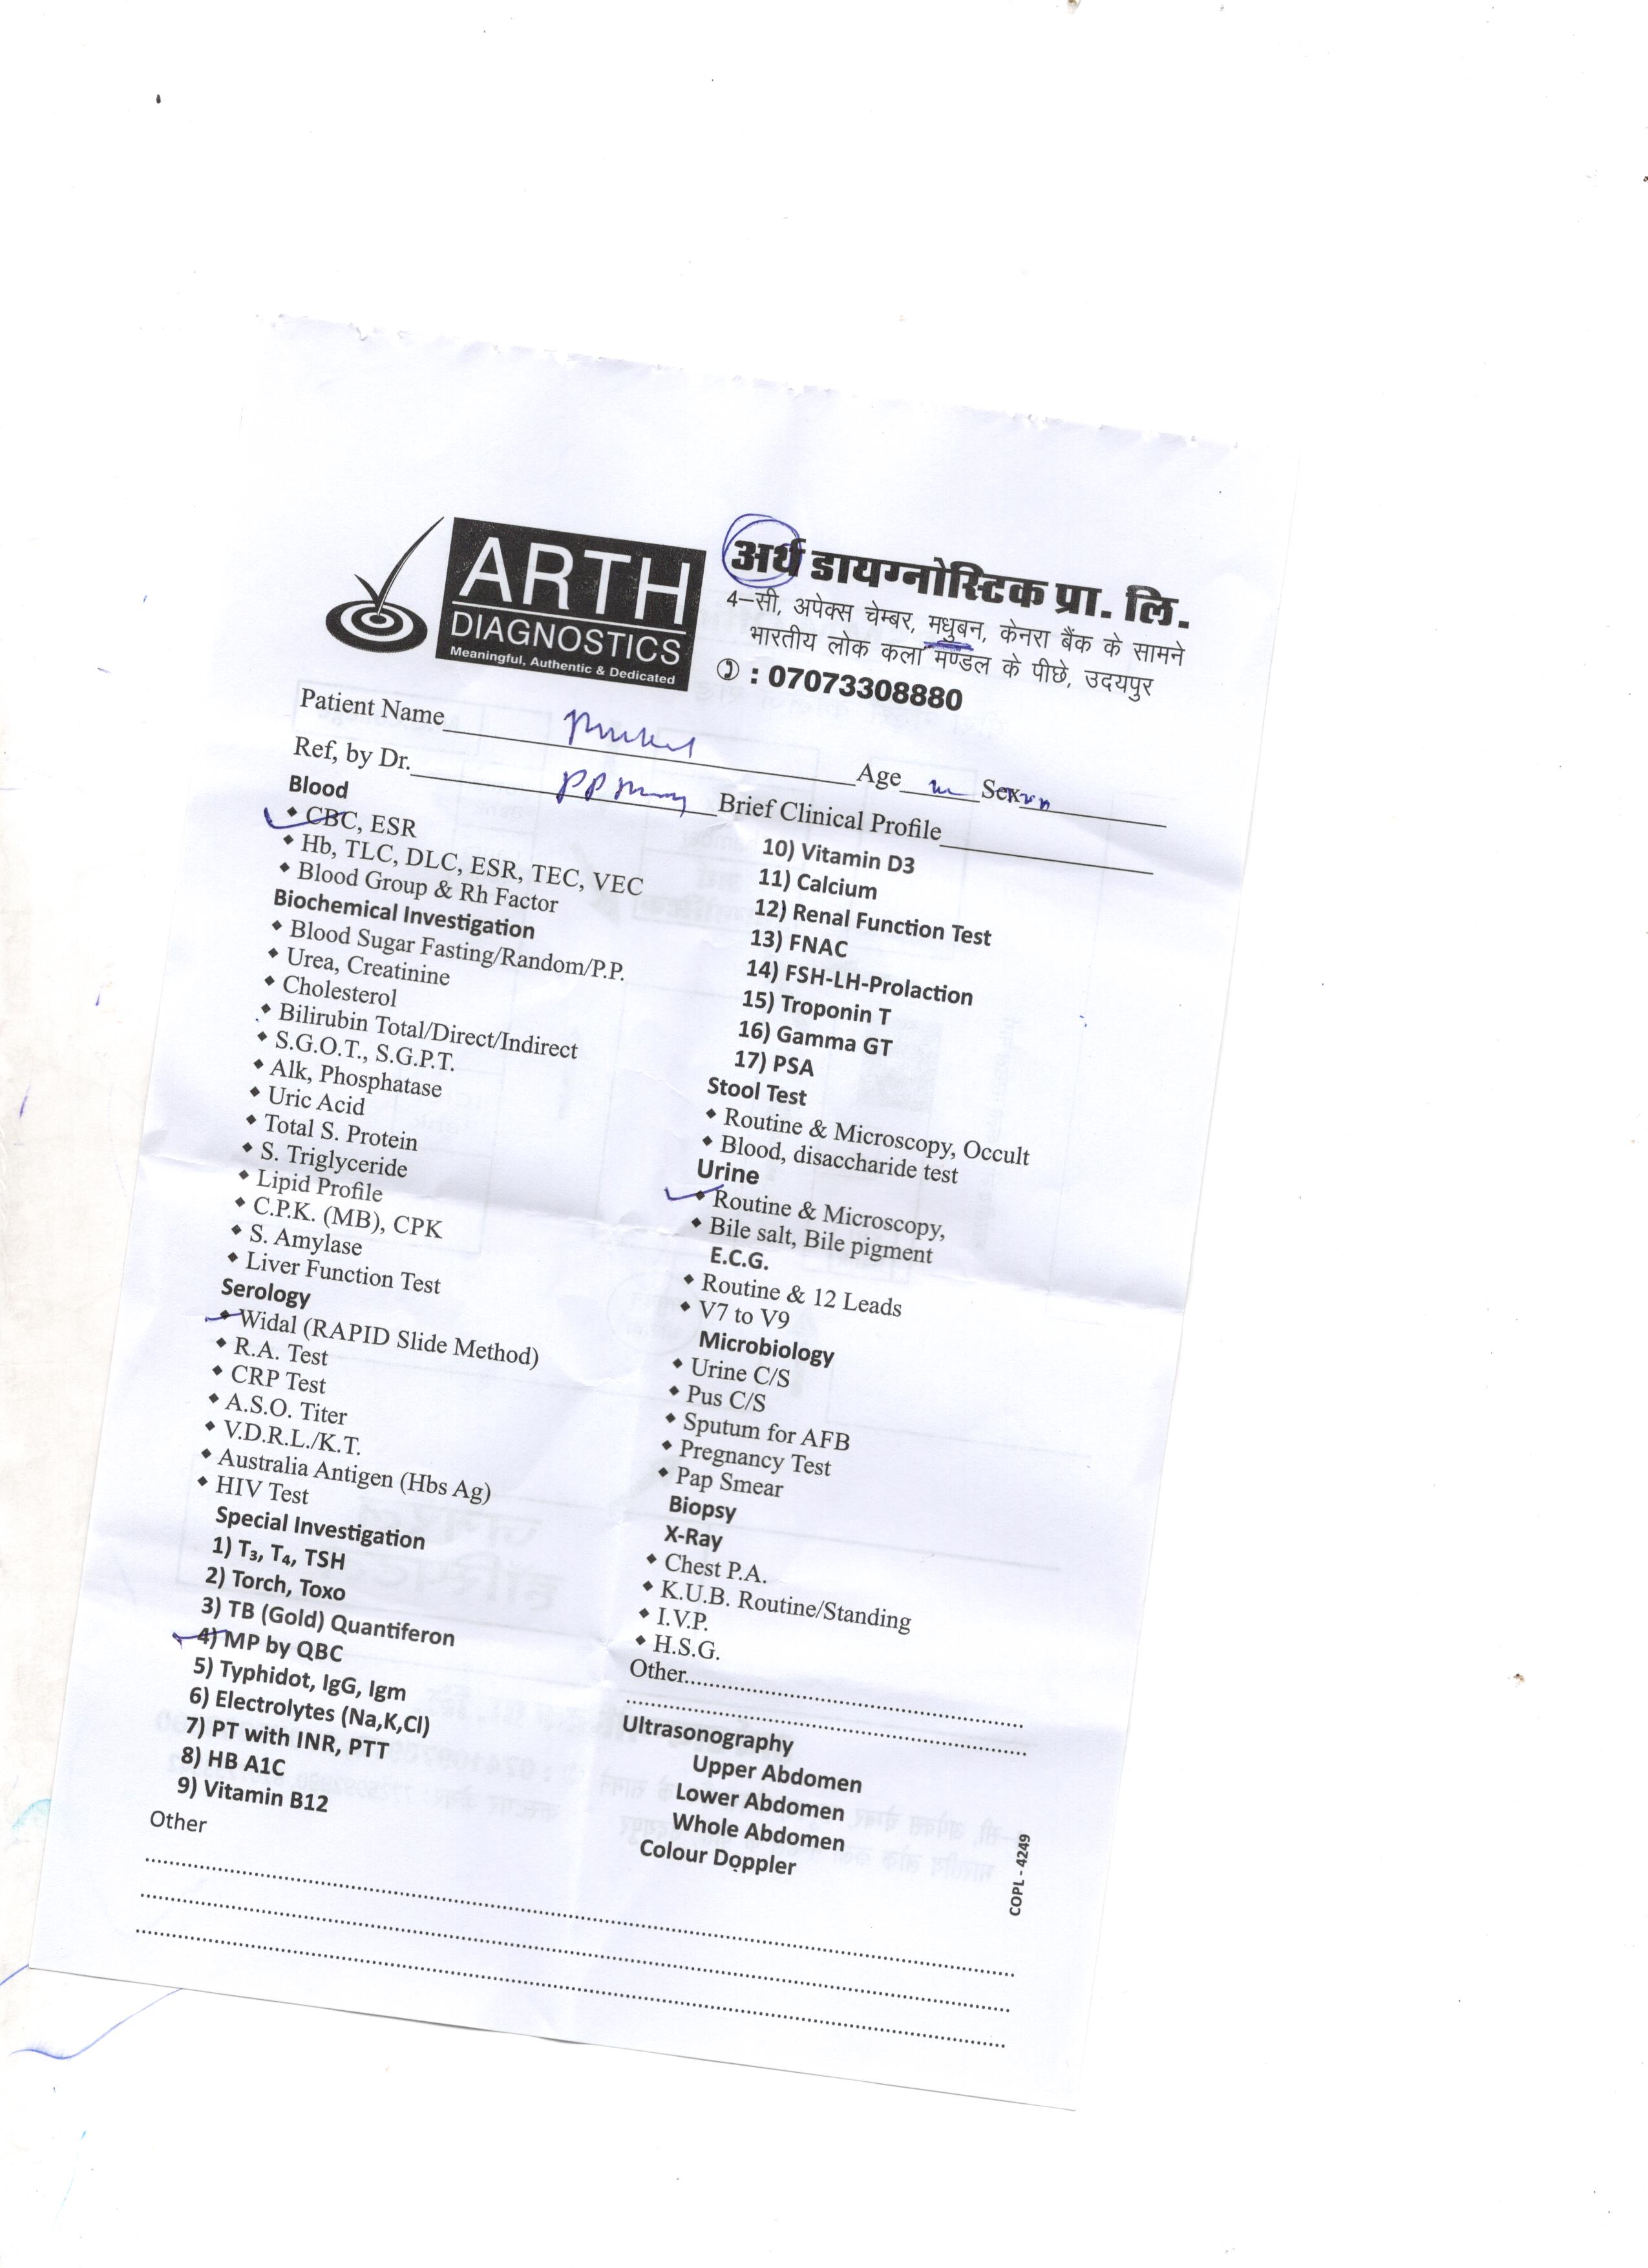 ARTH
DIAGNOSTICS
Meaningful, Authentic & Dedicated
अर्थ डायग्नोस्टिक प्रा. लि.
4–सी, अपेक्स चेम्बर, मधुबन, केनरा बैंक के सामने
भारतीय लोक कला मण्डल के पीछे, उदयपुर
: 07073308880
Patient Name
Age Sex
Ref, by Dr.
Brief Clinical Profile
Blood
CBC, ESR
Hb, TLC, DLC, ESR, TEC, VEC
Blood Group & Rh Factor
Biochemical Investigation
Blood Sugar Fasting/Random/P.P.
Urea, Creatinine
Cholesterol
Bilirubin Total/Direct/Indirect
S.G.O.T., S.G.P.T.
Alk, Phosphatase
Uric Acid
Total S. Protein
S. Triglyceride
Lipid Profile
C.P.K. (MB), CPK
S. Amylase
Liver Function Test
Serology
Widal (RAPID Slide Method)
R.A. Test
CRP Test
A.S.O. Titer
V.D.R.L./K.T.
Australia Antigen (Hbs Ag)
HIV Test
Special Investigation
1) T₃, T₄, TSH
2) Torch, Toxo
3) TB (Gold) Quantiferon
4) MP by QBC
5) Typhidot, IgG, Igm
6) Electrolytes (Na,K,Cl)
7) PT with INR, PTT
8) HB A1C
9) Vitamin B12
Other
10) Vitamin D3
11) Calcium
12) Renal Function Test
13) FNAC
14) FSH-LH-Prolaction
15) Troponin T
16) Gamma GT
17) PSA
Stool Test
Routine & Microscopy, Occult
Blood, disaccharide test
Urine
Routine & Microscopy,
Bile salt, Bile pigment
E.C.G.
Routine & 12 Leads
V7 to V9
Microbiology
Urine C/S
Pus C/S
Sputum for AFB
Pregnancy Test
Pap Smear
Biopsy
X-Ray
Chest P.A.
K.U.B. Routine/Standing
I.V.P.
H.S.G.
Other
Ultrasonography
Upper Abdomen
Lower Abdomen
Whole Abdomen
Colour Doppler
COPL - 4249